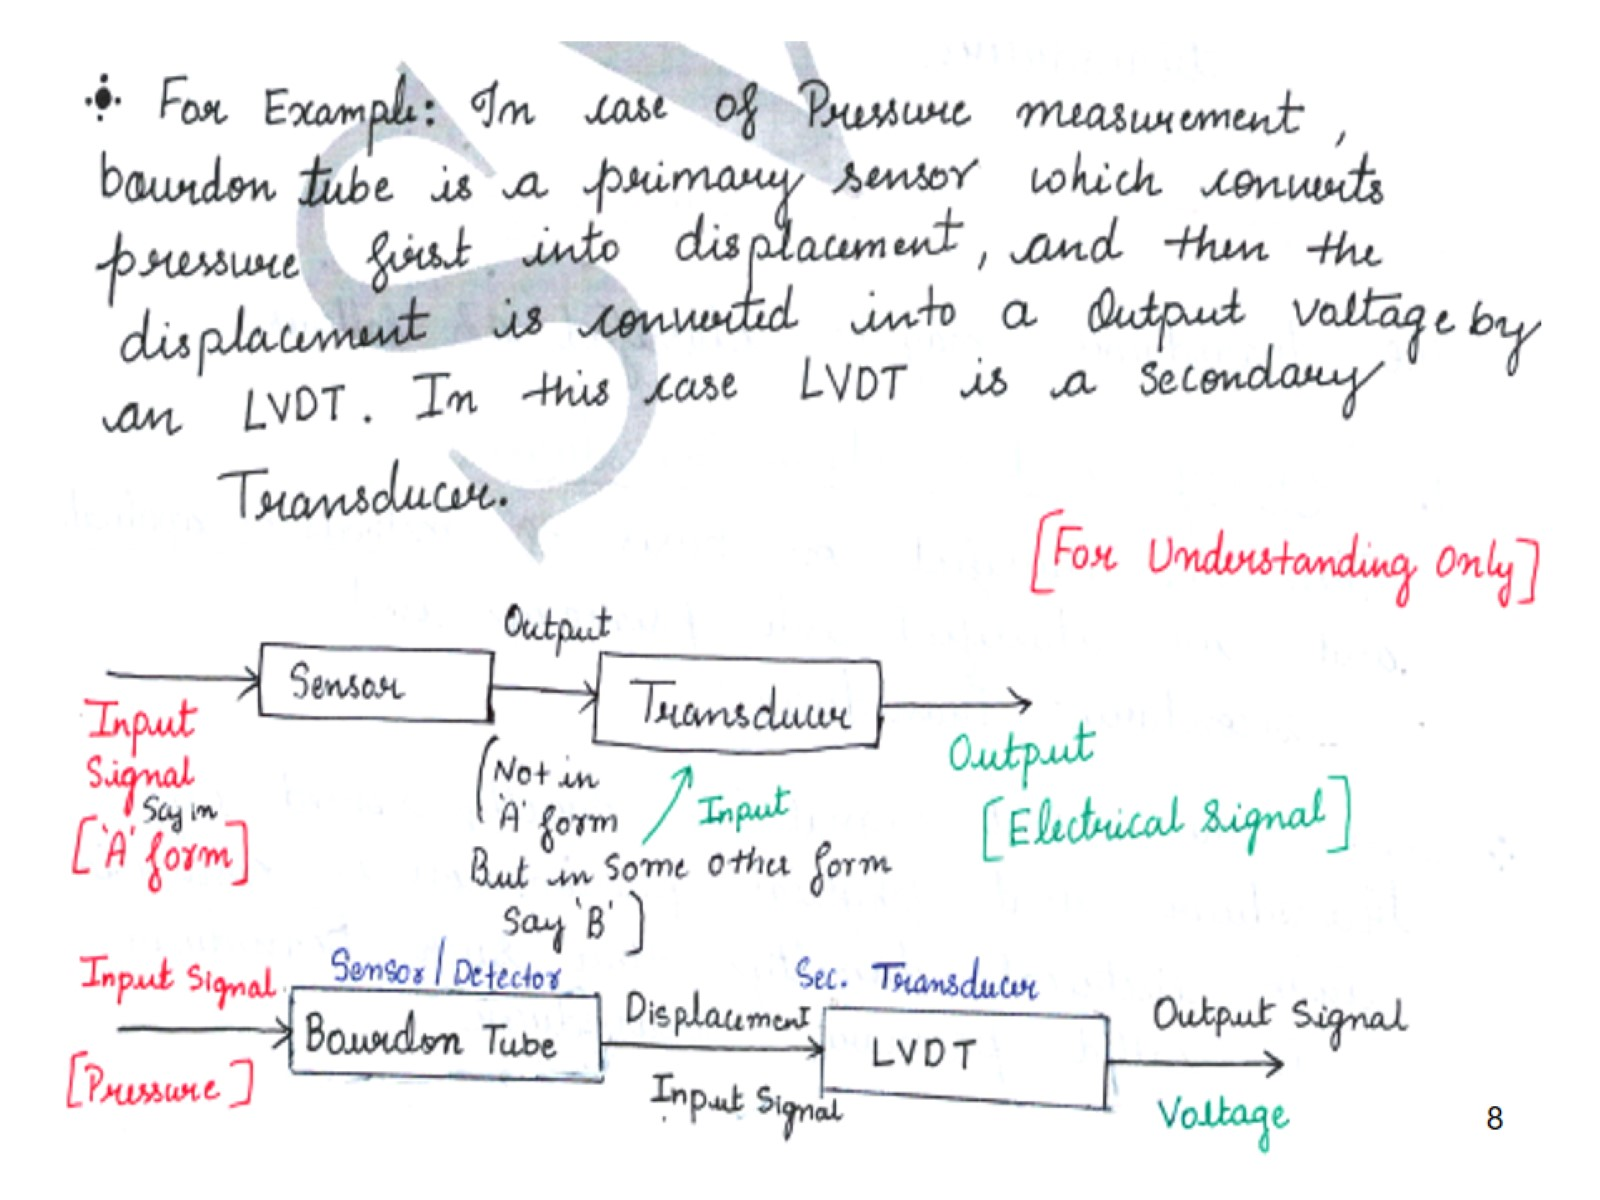 For Example: In case of Pressure measurement,
bourdon tube is a primary sensor which converts
pressure first into displacement, and then the
displacement is converted into a Output voltage by
an LVDT. In this case LVDT is a Secondary
Transducer.
[For Understanding Only]
Output
Sensor
Transducer
Input
Signal
Say in
['A' form]
(Not in
'A' form
But in some other form
Say 'B']
Input
Output
[Electrical Signal]
Input Signal
Sensor/Detector
Sec. Transducer
Bourdon Tube
Displacement
LVDT
Output Signal
[Pressure]
Input Signal
Voltage
8